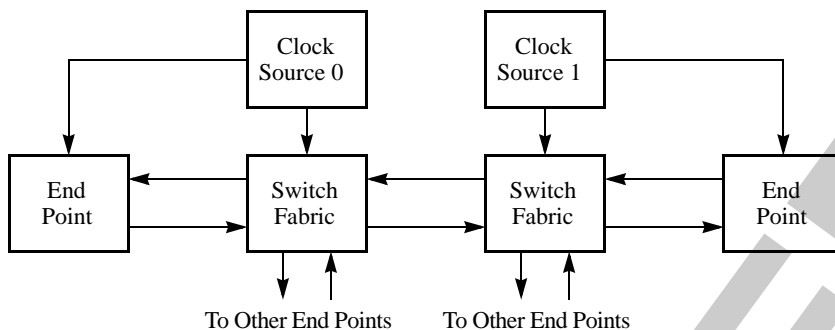 Clock
Source 0
Clock
Source 1
End
Point
Switch
Fabric
Switch
Fabric
End
Point
To Other End Points
To Other End Points